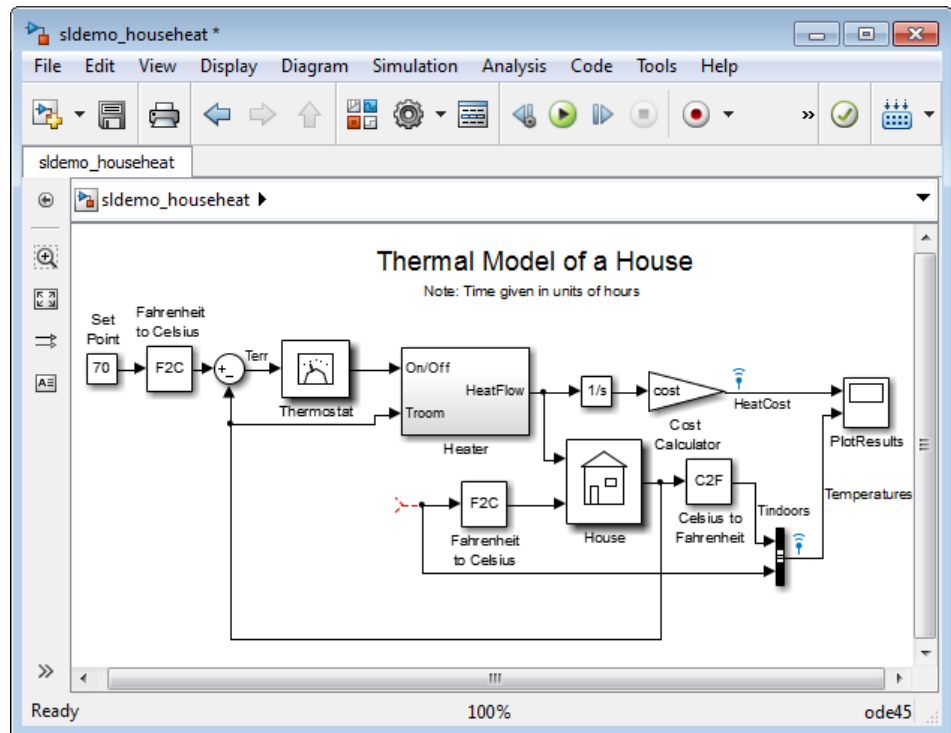 sldemo_househeat *
File Edit View Display Diagram Simulation Analysis Code Tools Help
»
sldemo_househeat
sldemo_househeat
Thermal Model of a House
Note: Time given in units of hours
Set
Point
70
Fahrenheit
to Celsius
F2C
+_
Terr
Thermostat
On/Off
HeatFlow
Troom
Heater
1/s
cost
Cost
Calculator
HeatCost
PlotResults
F2C
Fahrenheit
to Celsius
House
C2F
Celsius to
Fahrenheit
Tindoors
Temperatures
A
»
Ready
100%
ode45